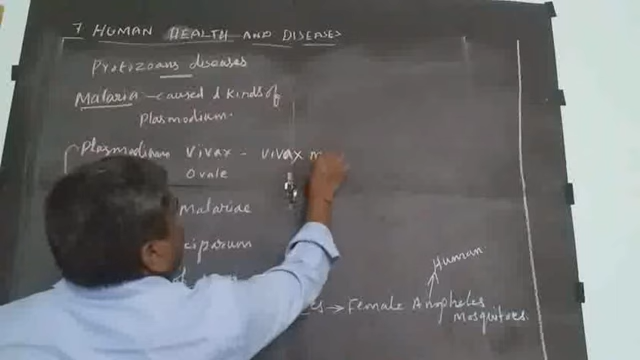 7 HUMAN HEALTH AND DISEASES
Protozoans diseases
Malaria - caused 4 kinds of
Plasmodium.
Plasmodium Vivax - Vivax m
Ovale
malariae
ciparum
→ Female Anopheles
mosquitoes.
Human